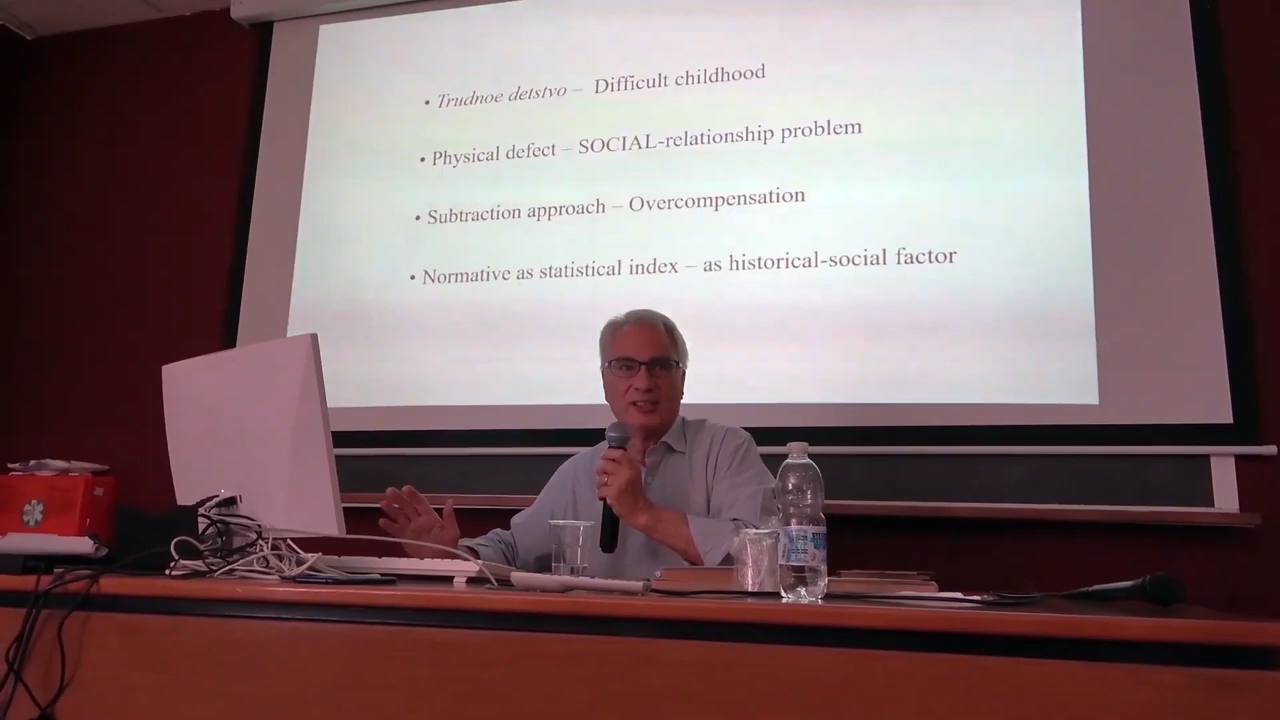 • Trudnoe detstvo – Difficult childhood
• Physical defect – SOCIAL-relationship problem
• Subtraction approach – Overcompensation
• Normative as statistical index – as historical-social factor